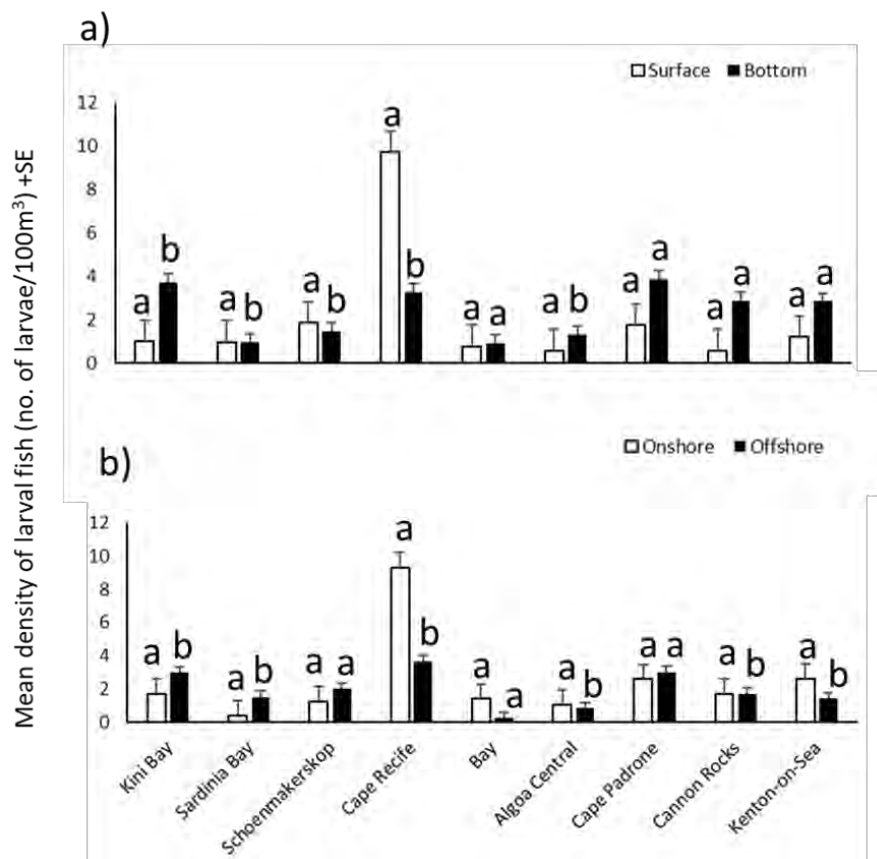 a)
Surface Bottom
Mean density of larval fish (no. of larvae/100m³) +SE
12
10
8
6
4
2
0
a b a b a b a b a a a b a a a a a a
b)
Onshore Offshore
12
10
8
6
4
2
0
a b a b a a a b a a a b a a a b a b
Kini Bay
Sardinia Bay
Schoenmakerskop
Cape Recife
Bay
Algoa Central
Cape Padrone
Cannon Rocks
Kenton-on-Sea